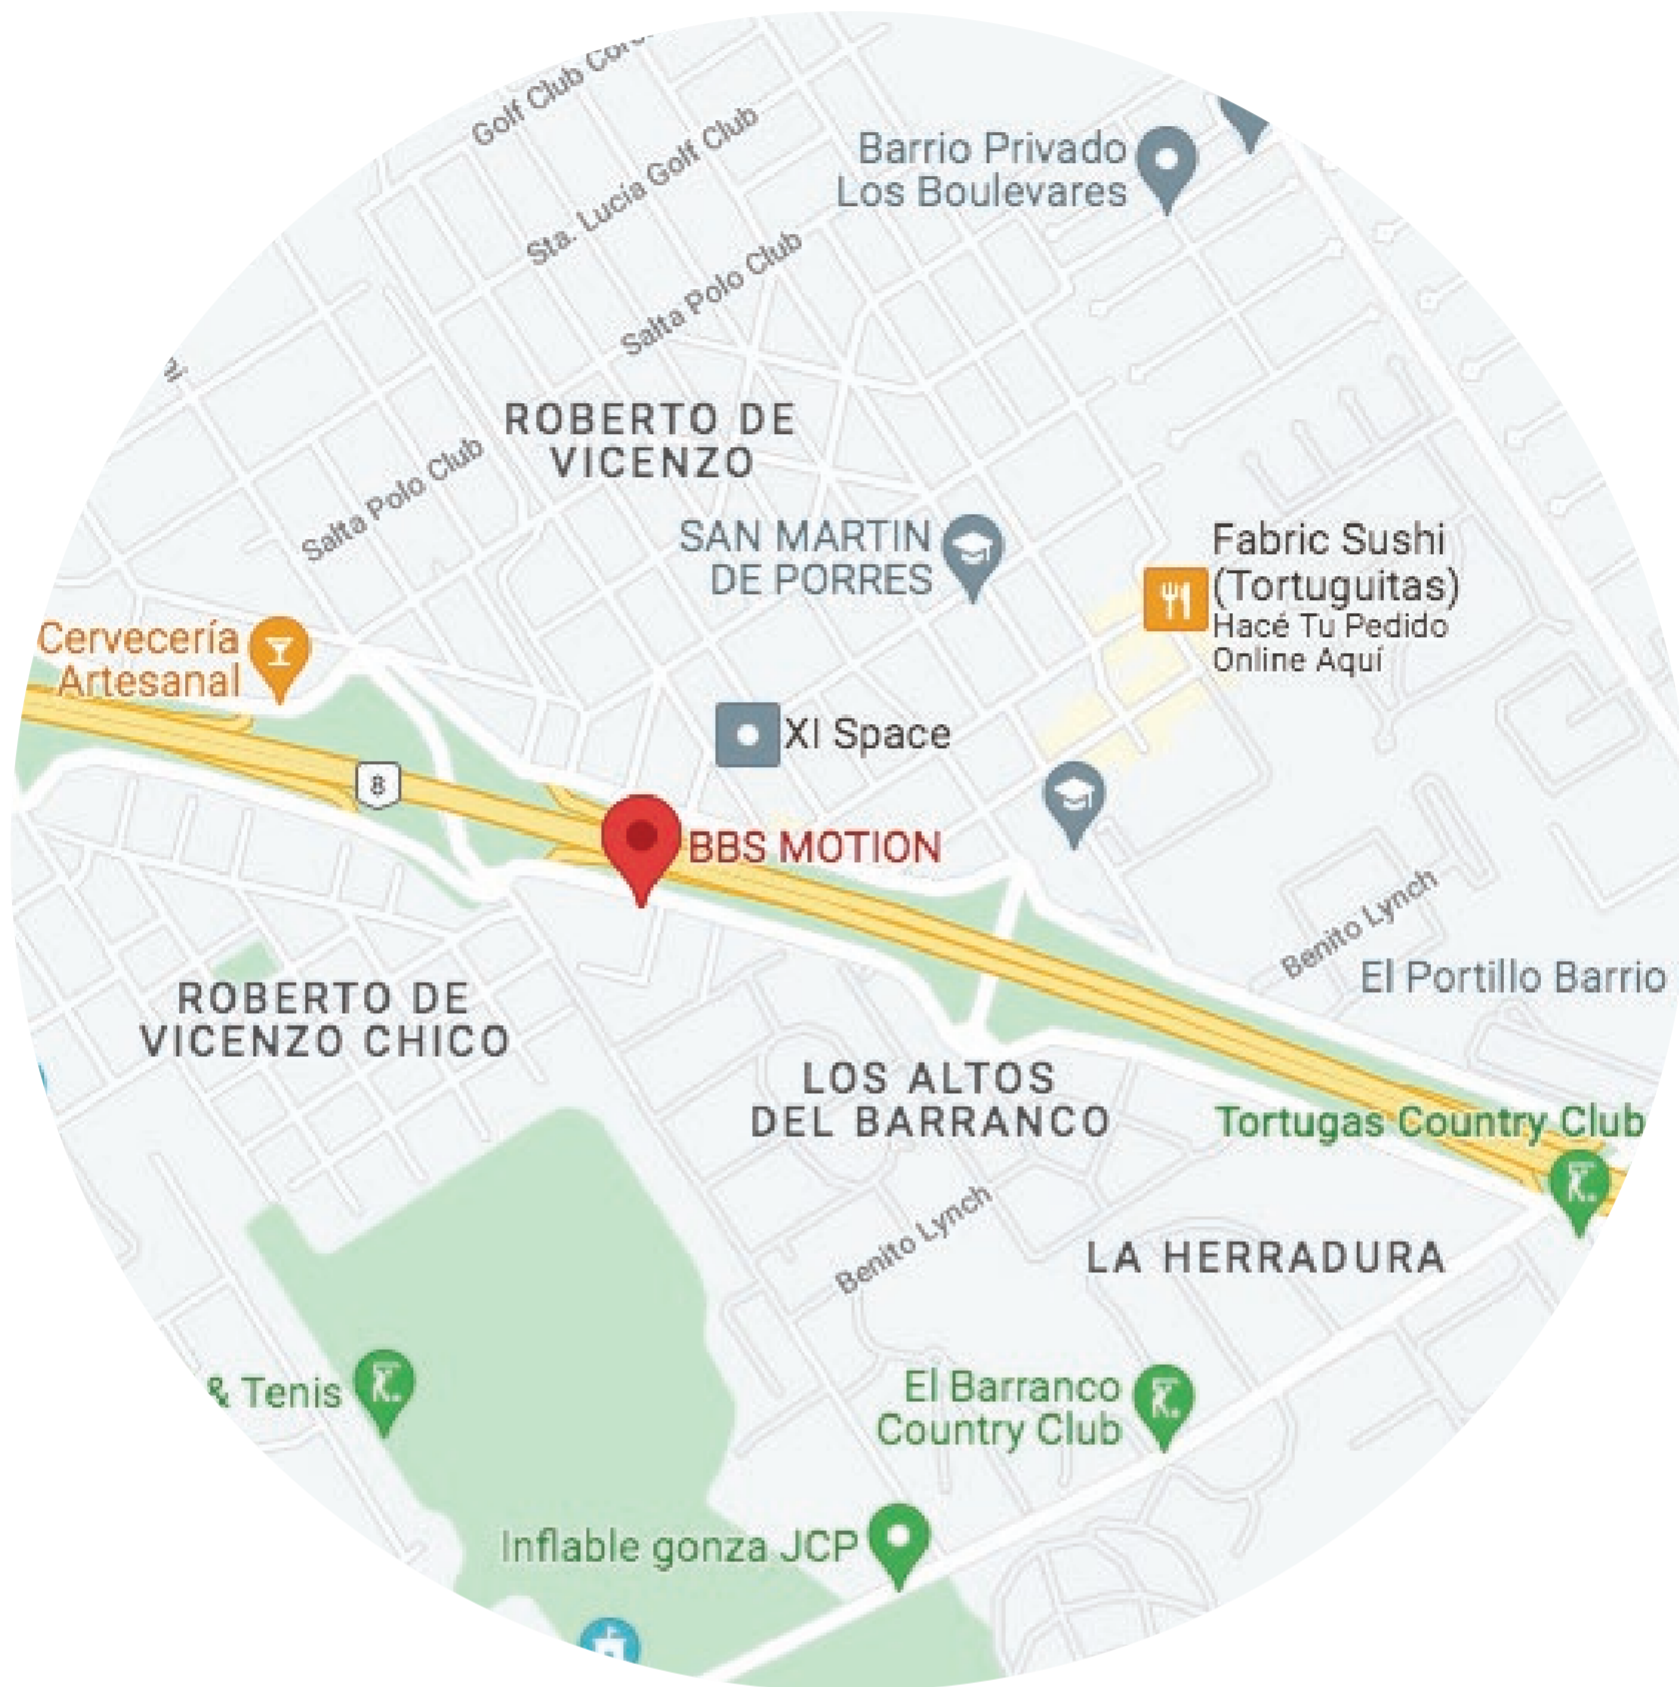 Golf Club
Sta. Lucía Golf Club
Barrio Privado
Los Boulevares
Salta Polo Club
ROBERTO DE
VICENZO
Salta Polo Club
SAN MARTIN
DE PORRES
Fabric Sushi
(Tortuguitas)
Hacé Tu Pedido
Online Aquí
Cervecería
Artesanal
XI Space
8
BBS MOTION
Benito Lynch
El Portillo Barrio
ROBERTO DE
VICENZO CHICO
LOS ALTOS
DEL BARRANCO
Tortugas Country Club
Benito Lynch
LA HERRADURA
& Tenis
El Barranco
Country Club
Inflable gonza JCP